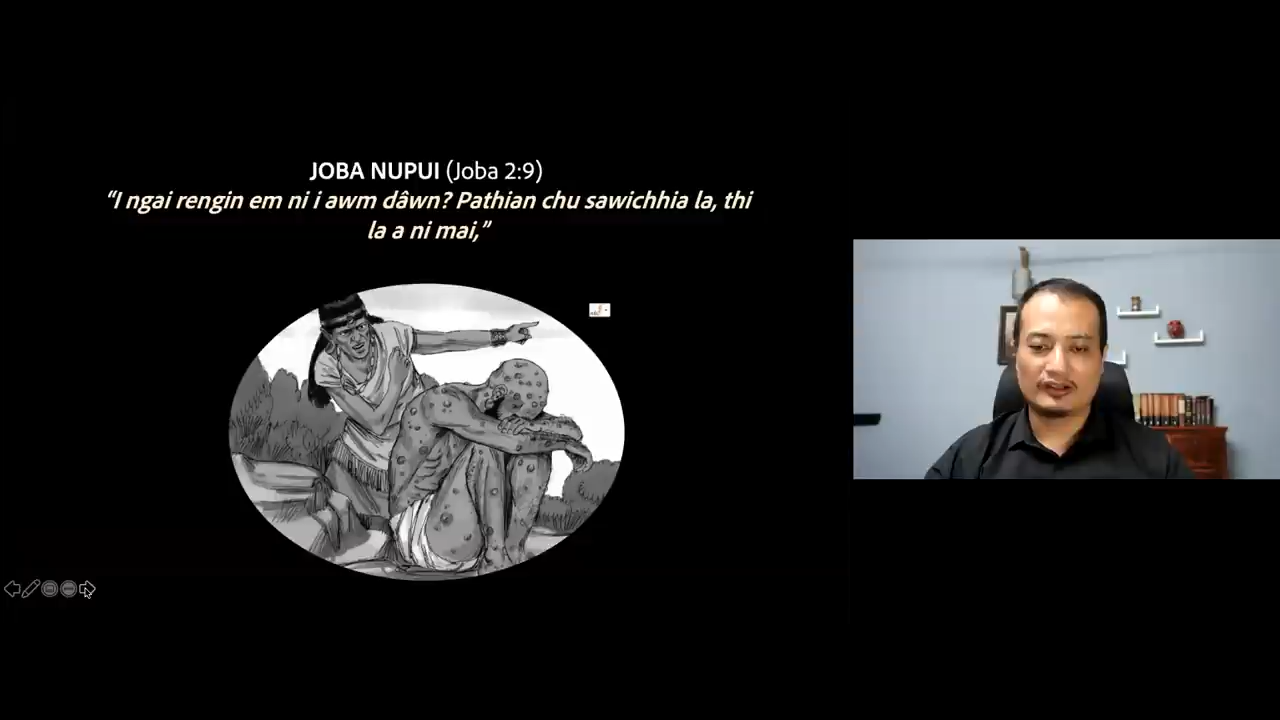 JOBA NUPUI (Joba 2:9)
“I ngai rengin em ni i awm dâwn? Pathian chu sawichhia la, thi
la a ni mai,”